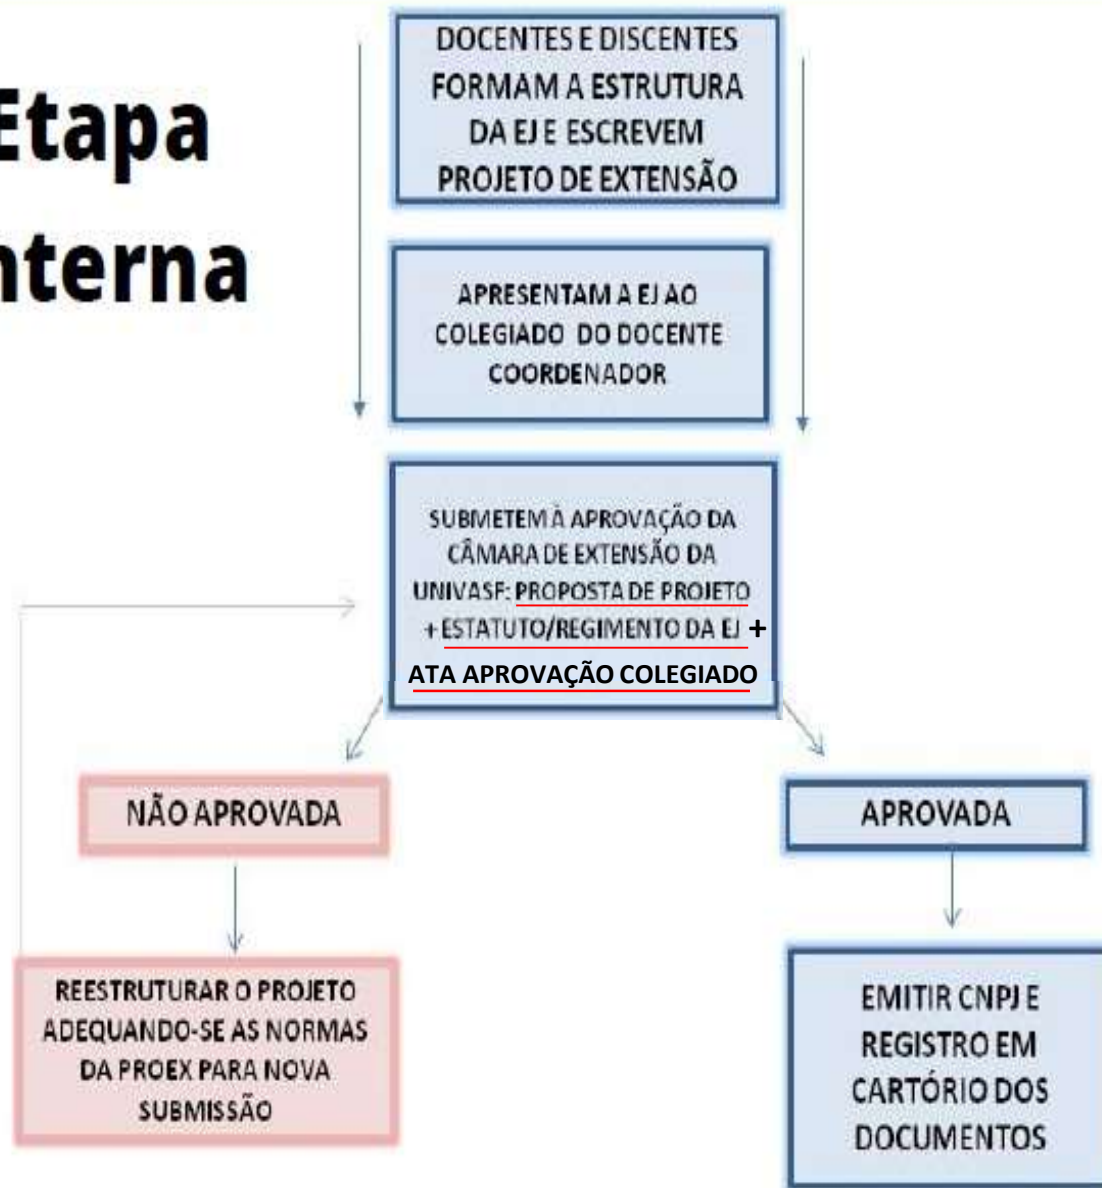 Etapa
nterna
DOCENTES E DISCENTES
FORMAM A ESTRUTURA
DA EJ E ESCREVEM
PROJETO DE EXTENSÃO
APRESENTAM A EJ AO
COLEGIADO DO DOCENTE
COORDENADOR
SUBMETEM À APROVAÇÃO DA
CÂMARA DE EXTENSÃO DA
UNIVASF: PROPOSTA DE PROJETO
+ ESTATUTO/REGIMENTO DA EJ +
ATA APROVAÇÃO COLEGIADO
NÃO APROVADA
APROVADA
REESTRUTURAR O PROJETO
ADEQUANDO-SE AS NORMAS
DA PROEX PARA NOVA
SUBMISSÃO
EMITIR CNPJ E
REGISTRO EM
CARTÓRIO DOS
DOCUMENTOS